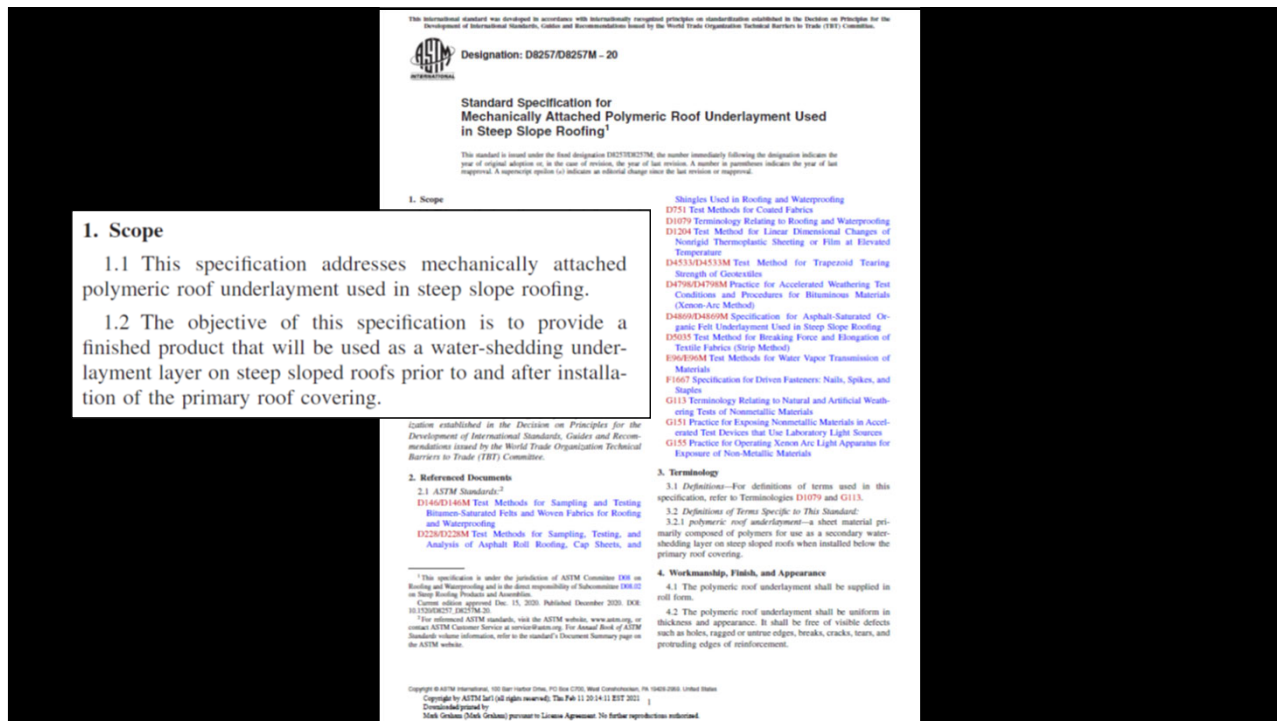 This international standard was developed in accordance with internationally recognized principles on standardization established in the Decision on Principles for the
Development of International Standards, Guides and Recommendations issued by the World Trade Organization Technical Barriers to Trade (TBT) Committee.
ASTM
INTERNATIONAL
Designation: D8257/D8257M – 20
Standard Specification for
Mechanically Attached Polymeric Roof Underlayment Used
in Steep Slope Roofing1
This standard is issued under the fixed designation D8257/D8257M; the number immediately following the designation indicates the
year of original adoption or, in the case of revision, the year of last revision. A number in parentheses indicates the year of last
reapproval. A superscript epsilon (ε) indicates an editorial change since the last revision or reapproval.
1. Scope
1. Scope
1.1 This specification addresses mechanically attached
polymeric roof underlayment used in steep slope roofing.
1.2 The objective of this specification is to provide a
finished product that will be used as a water-shedding under-
layment layer on steep sloped roofs prior to and after installa-
tion of the primary roof covering.
ization established in the Decision on Principles for the
Development of International Standards, Guides and Recom-
mendations issued by the World Trade Organization Technical
Barriers to Trade (TBT) Committee.
2. Referenced Documents
2.1 ASTM Standards:2
D146/D146M Test Methods for Sampling and Testing
Bitumen-Saturated Felts and Woven Fabrics for Roofing
and Waterproofing
D228/D228M Test Methods for Sampling, Testing, and
Analysis of Asphalt Roll Roofing, Cap Sheets, and
1 This specification is under the jurisdiction of ASTM Committee D08 on
Roofing and Waterproofing and is the direct responsibility of Subcommittee D08.02
on Steep Roofing Products and Assemblies.
Current edition approved Dec. 15, 2020. Published December 2020. DOI:
10.1520/D8257_D8257M-20.
2 For referenced ASTM standards, visit the ASTM website, www.astm.org, or
contact ASTM Customer Service at service@astm.org. For Annual Book of ASTM
Standards volume information, refer to the standard's Document Summary page on
the ASTM website.
Shingles Used in Roofing and Waterproofing
D751 Test Methods for Coated Fabrics
D1079 Terminology Relating to Roofing and Waterproofing
D1204 Test Method for Linear Dimensional Changes of
Nonrigid Thermoplastic Sheeting or Film at Elevated
Temperature
D4533/D4533M Test Method for Trapezoid Tearing
Strength of Geotextiles
D4798/D4798M Practice for Accelerated Weathering Test
Conditions and Procedures for Bituminous Materials
(Xenon-Arc Method)
D4869/D4869M Specification for Asphalt-Saturated Or-
ganic Felt Underlayment Used in Steep Slope Roofing
D5035 Test Method for Breaking Force and Elongation of
Textile Fabrics (Strip Method)
E96/E96M Test Methods for Water Vapor Transmission of
Materials
F1667 Specification for Driven Fasteners: Nails, Spikes, and
Staples
G113 Terminology Relating to Natural and Artificial Weath-
ering Tests of Nonmetallic Materials
G151 Practice for Exposing Nonmetallic Materials in Accel-
erated Test Devices that Use Laboratory Light Sources
G155 Practice for Operating Xenon Arc Light Apparatus for
Exposure of Non-Metallic Materials
3. Terminology
3.1 Definitions—For definitions of terms used in this
specification, refer to Terminologies D1079 and G113.
3.2 Definitions of Terms Specific to This Standard:
3.2.1 polymeric roof underlayment—a sheet material pri-
marily composed of polymers for use as a secondary water-
shedding layer on steep sloped roofs when installed below the
primary roof covering.
4. Workmanship, Finish, and Appearance
4.1 The polymeric roof underlayment shall be supplied in
roll form.
4.2 The polymeric roof underlayment shall be uniform in
thickness and appearance. It shall be free of visible defects
such as holes, ragged or untrue edges, breaks, cracks, tears, and
protruding edges of reinforcement.
Copyright © ASTM International, 100 Barr Harbor Drive, PO Box C700, West Conshohocken, PA 19428-2959. United States
Copyright by ASTM Int'l (all rights reserved); Thu Feb 11 20:14:11 EST 2021
1
Downloaded/printed by
Mark Graham (Mark Graham) pursuant to License Agreement. No further reproductions authorized.